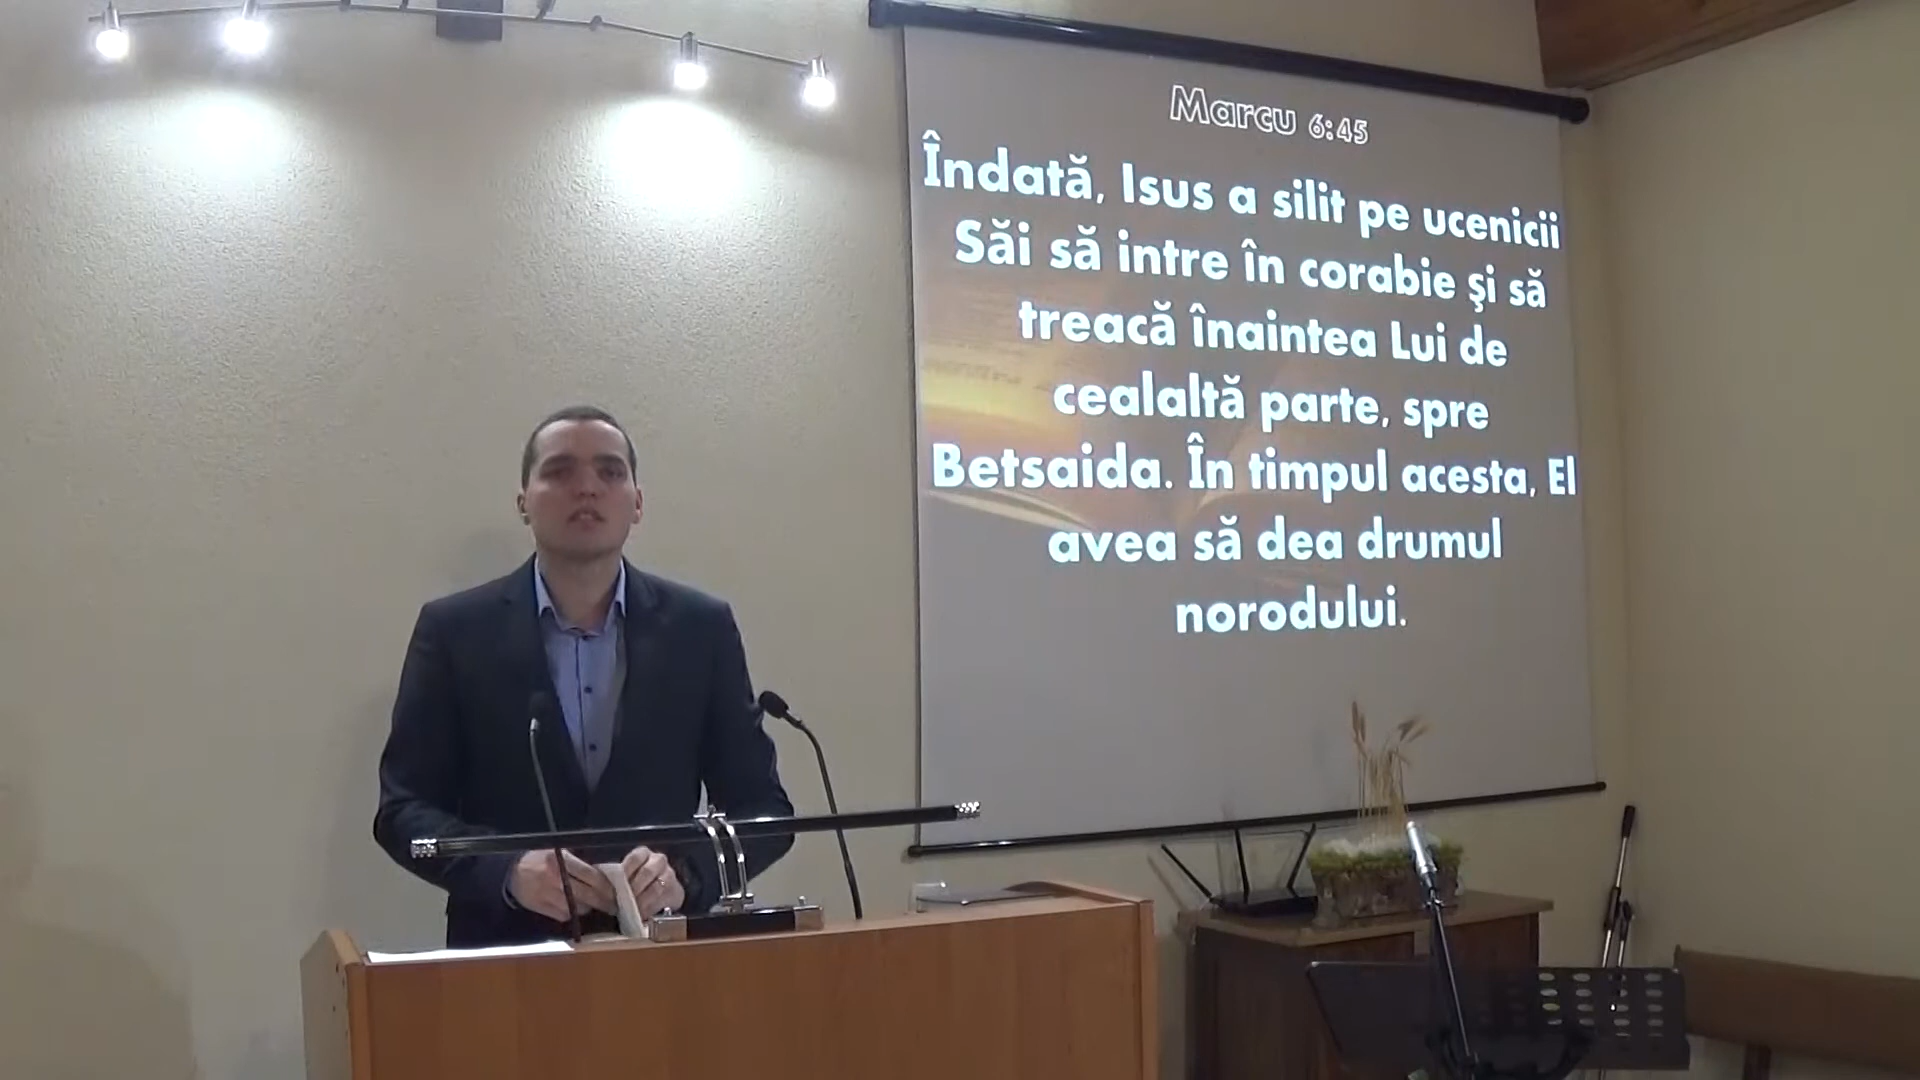 Marcu 6:45
Îndată, Isus a silit pe ucenicii
Săi să intre în corabie şi să
treacă înaintea Lui de
cealaltă parte, spre
Betsaida. În timpul acesta, El
avea să dea drumul
norodului.